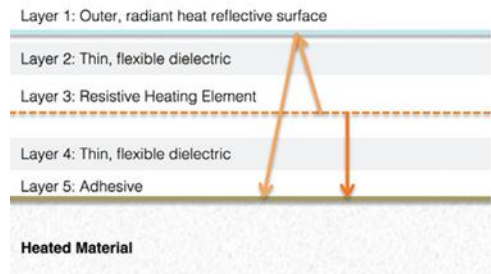 Layer 1: Outer, radiant heat reflective surface
Layer 2: Thin, flexible dielectric
Layer 3: Resistive Heating Element
Layer 4: Thin, flexible dielectric
Layer 5: Adhesive
Heated Material